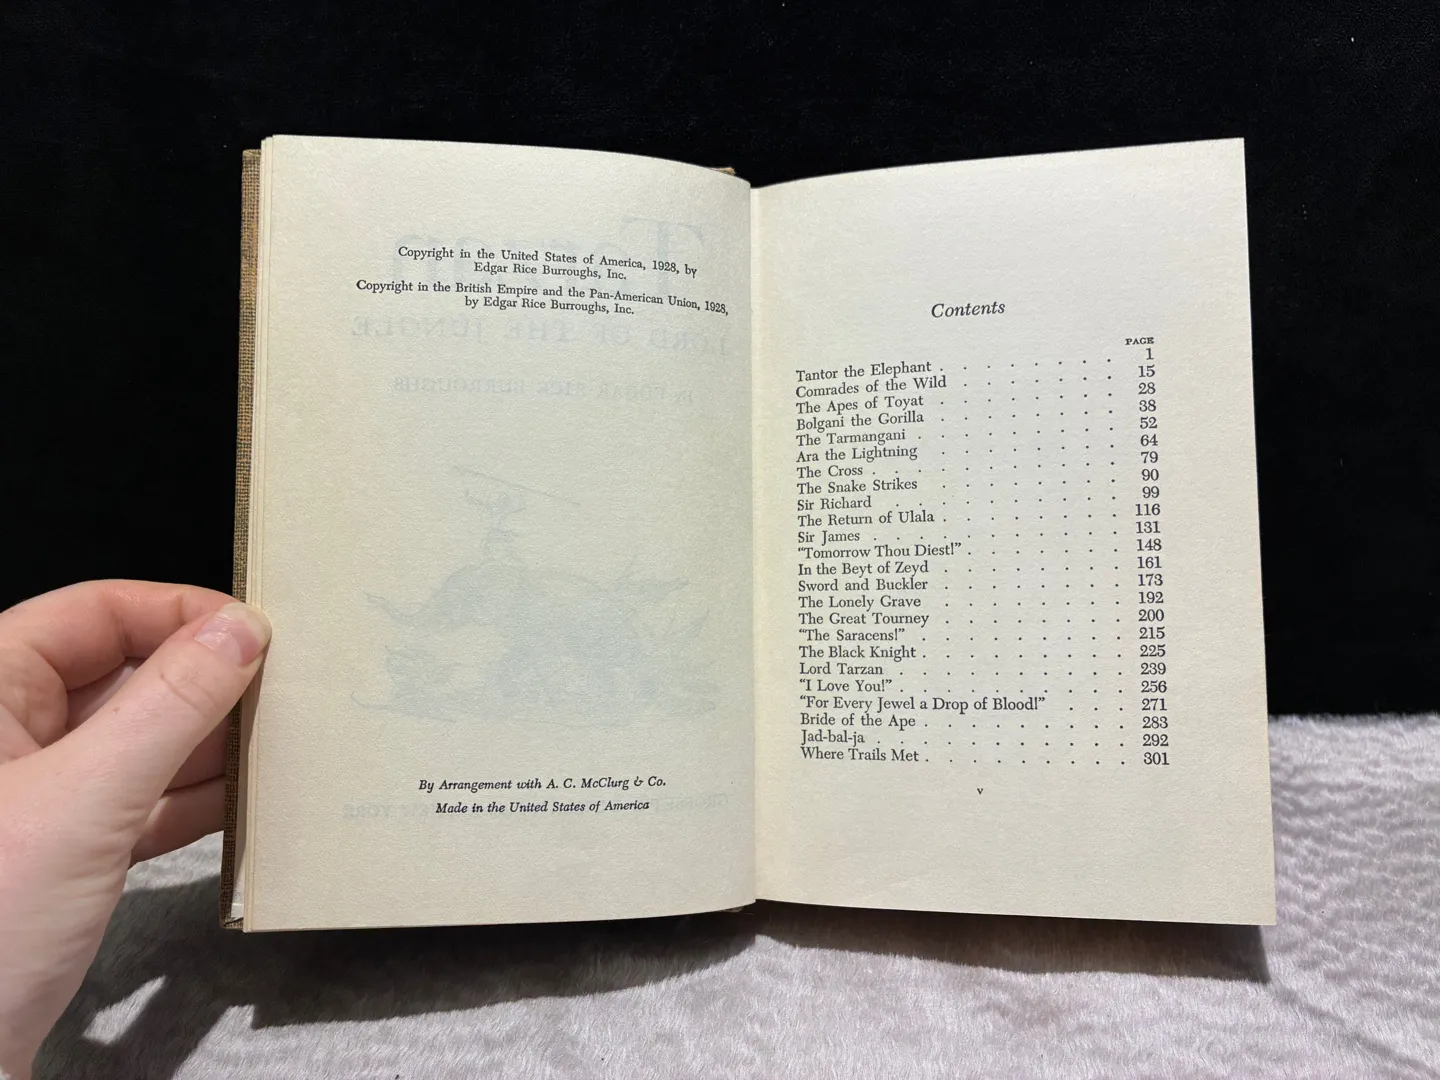 Copyright in the United States of America, 1928, by
Edgar Rice Burroughs, Inc.
Copyright in the British Empire and the Pan-American Union, 1928,
by Edgar Rice Burroughs, Inc.
By Arrangement with A. C. McClurg & Co.
Made in the United States of America
Contents
PAGE
Tantor the Elephant . . . . . . . . 1
Comrades of the Wild . . . . . . . 15
The Apes of Toyat . . . . . . . . 28
Bolgani the Gorilla . . . . . . . . 38
The Tarmangani . . . . . . . . . 52
Ara the Lightning . . . . . . . . 64
The Cross . . . . . . . . . . . 79
The Snake Strikes . . . . . . . . 90
Sir Richard . . . . . . . . . . 99
The Return of Ulala . . . . . . . . 116
Sir James . . . . . . . . . . . 131
"Tomorrow Thou Diest!" . . . . . . . 148
In the Beyt of Zeyd . . . . . . . . 161
Sword and Buckler . . . . . . . . 173
The Lonely Grave . . . . . . . . 192
The Great Tourney . . . . . . . . 200
"The Saracens!" . . . . . . . . . 215
The Black Knight . . . . . . . . . 225
Lord Tarzan . . . . . . . . . . 239
"I Love You!" . . . . . . . . . . 256
"For Every Jewel a Drop of Blood!" . . . 271
Bride of the Ape . . . . . . . . . 283
Jad-bal-ja . . . . . . . . . . . 292
Where Trails Met . . . . . . . . . 301
v